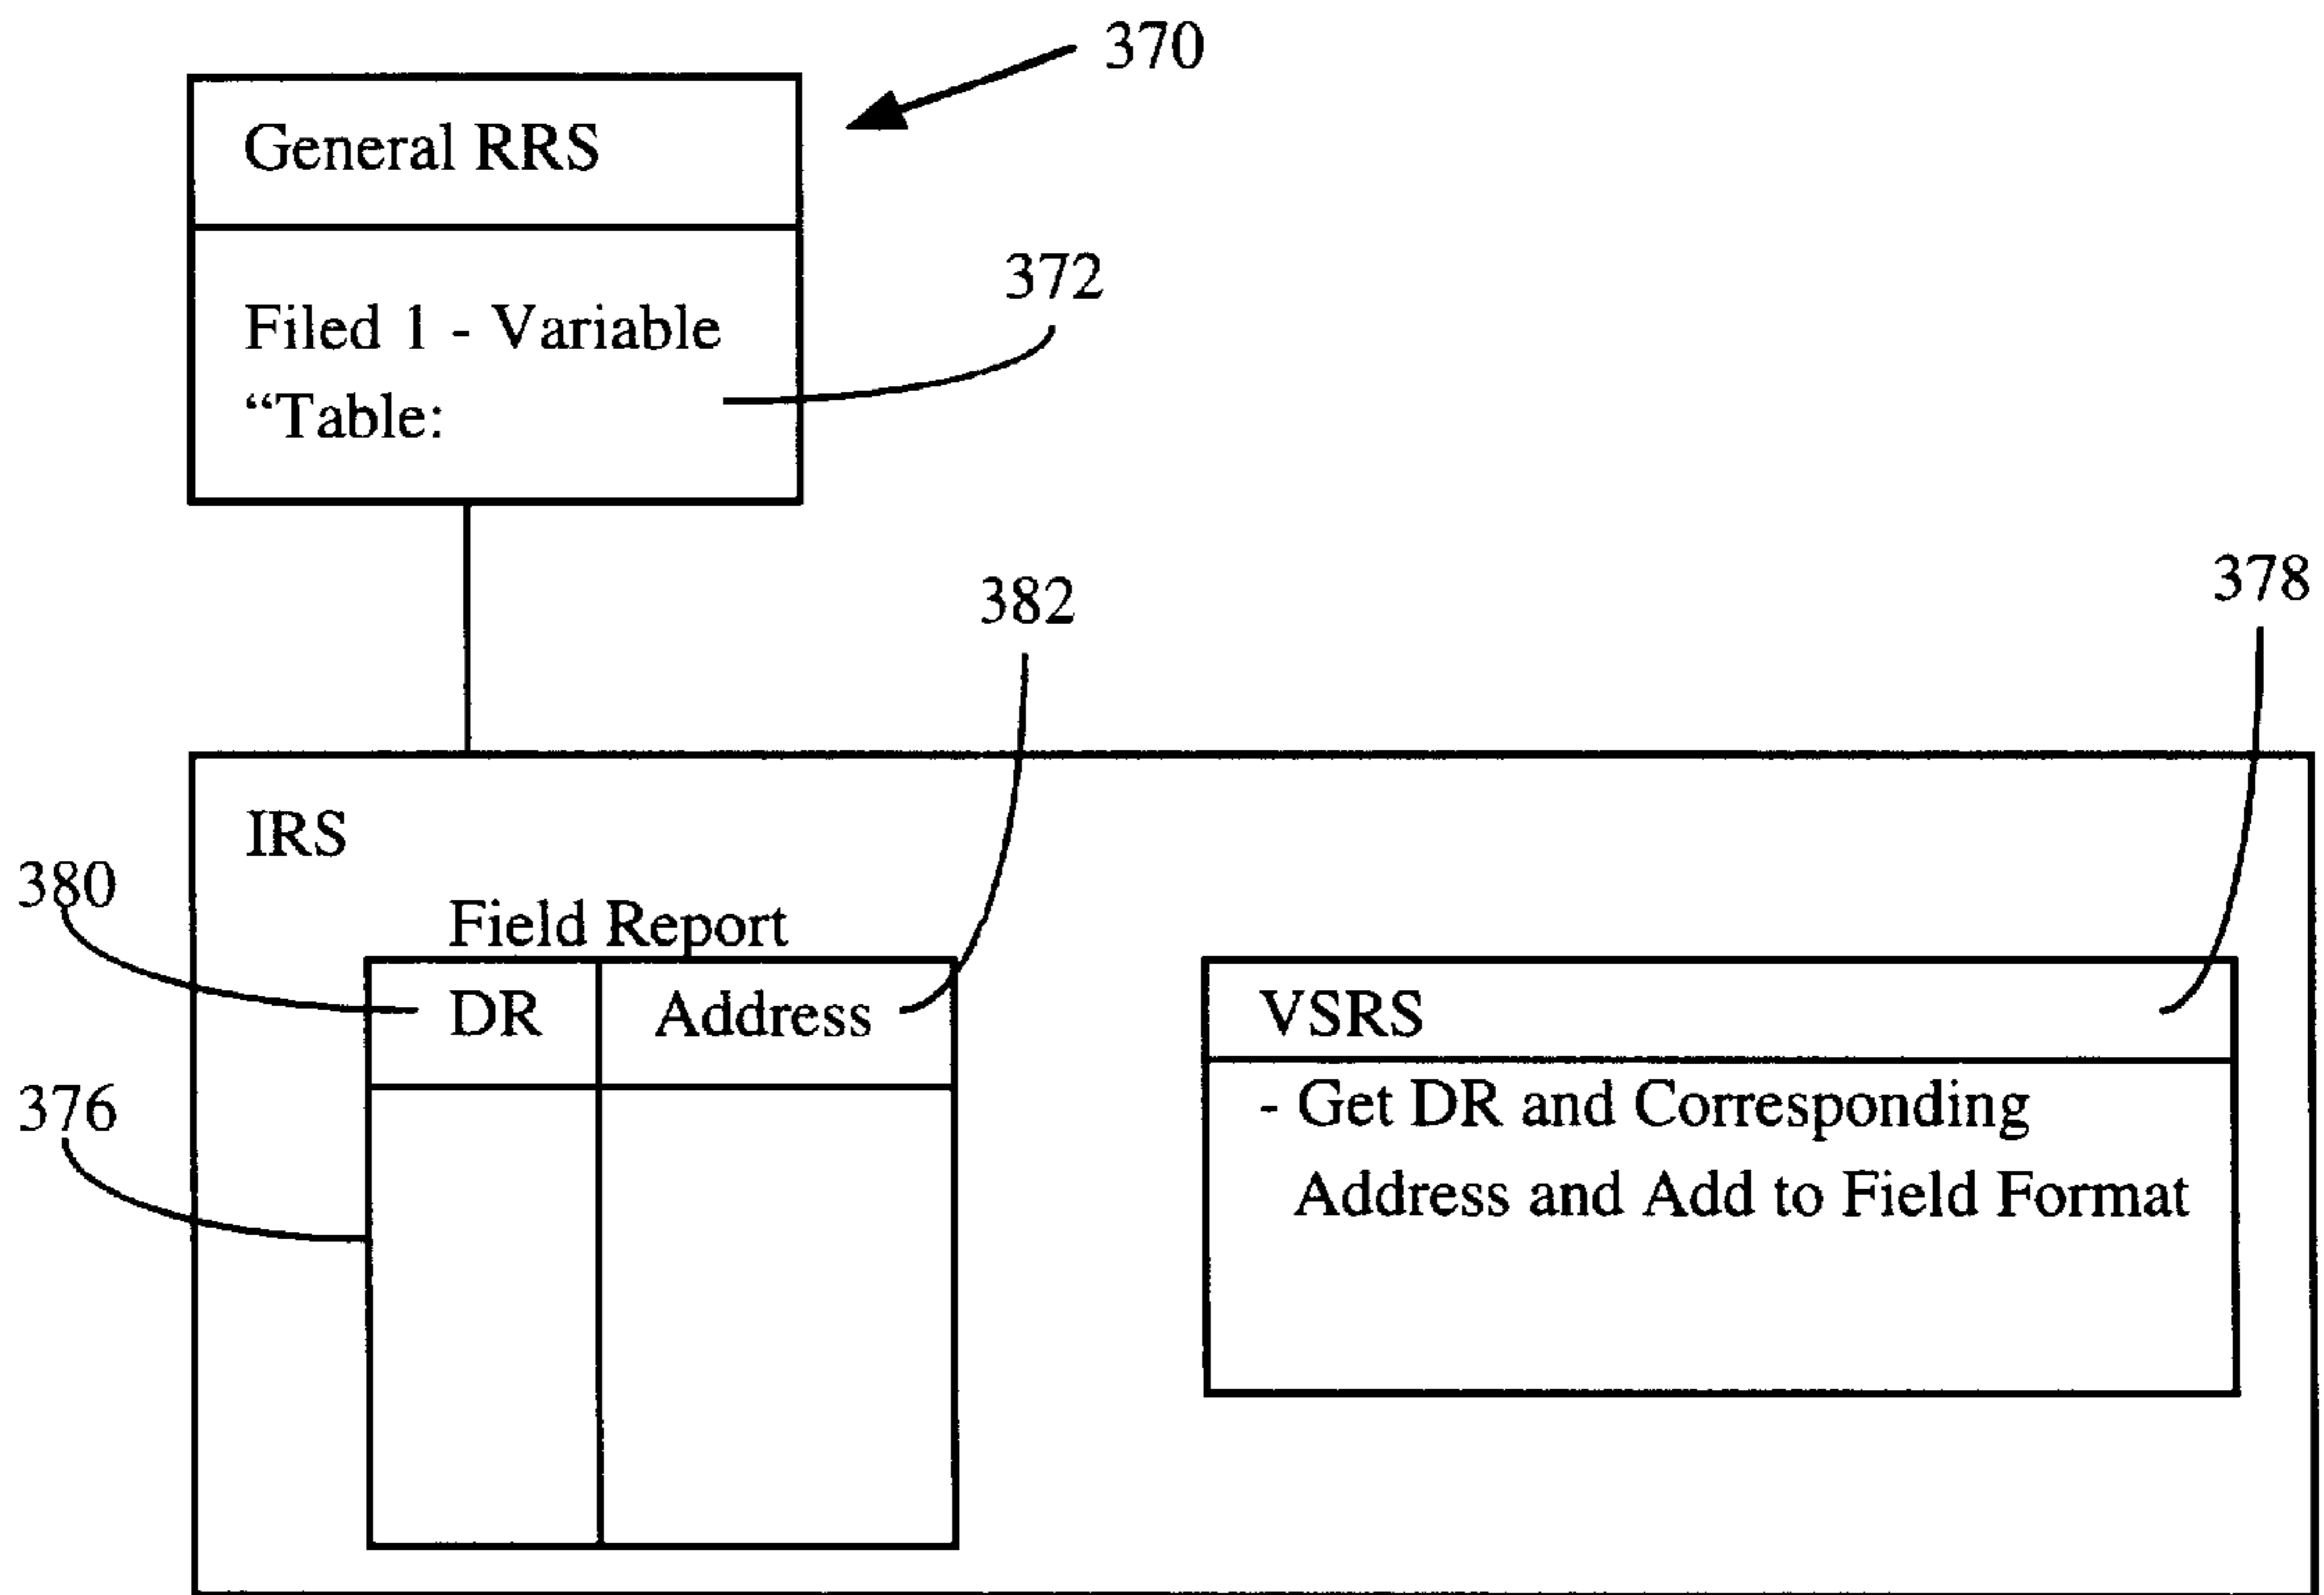 370
General RRS
372
Filed 1 - Variable
“Table:
382
378
IRS
380
Field Report
DR
Address
VSRS
376
- Get DR and Corresponding
Address and Add to Field Format